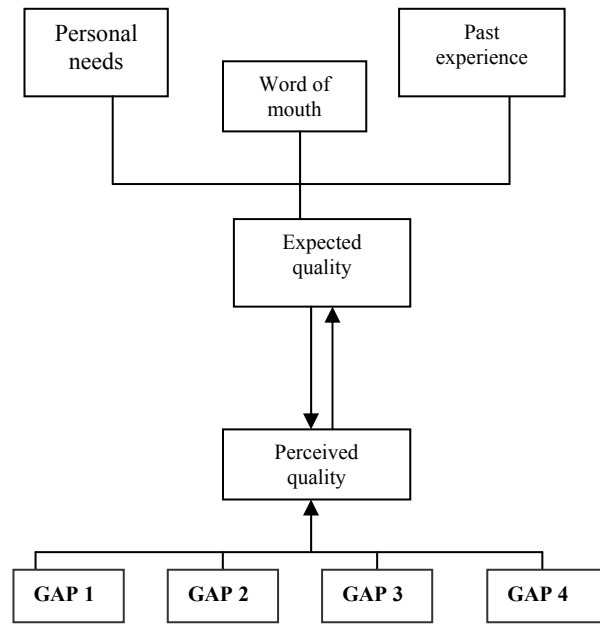 Personal
needs
Word of
mouth
Past
experience
Expected
quality
Perceived
quality
GAP 1
GAP 2
GAP 3
GAP 4